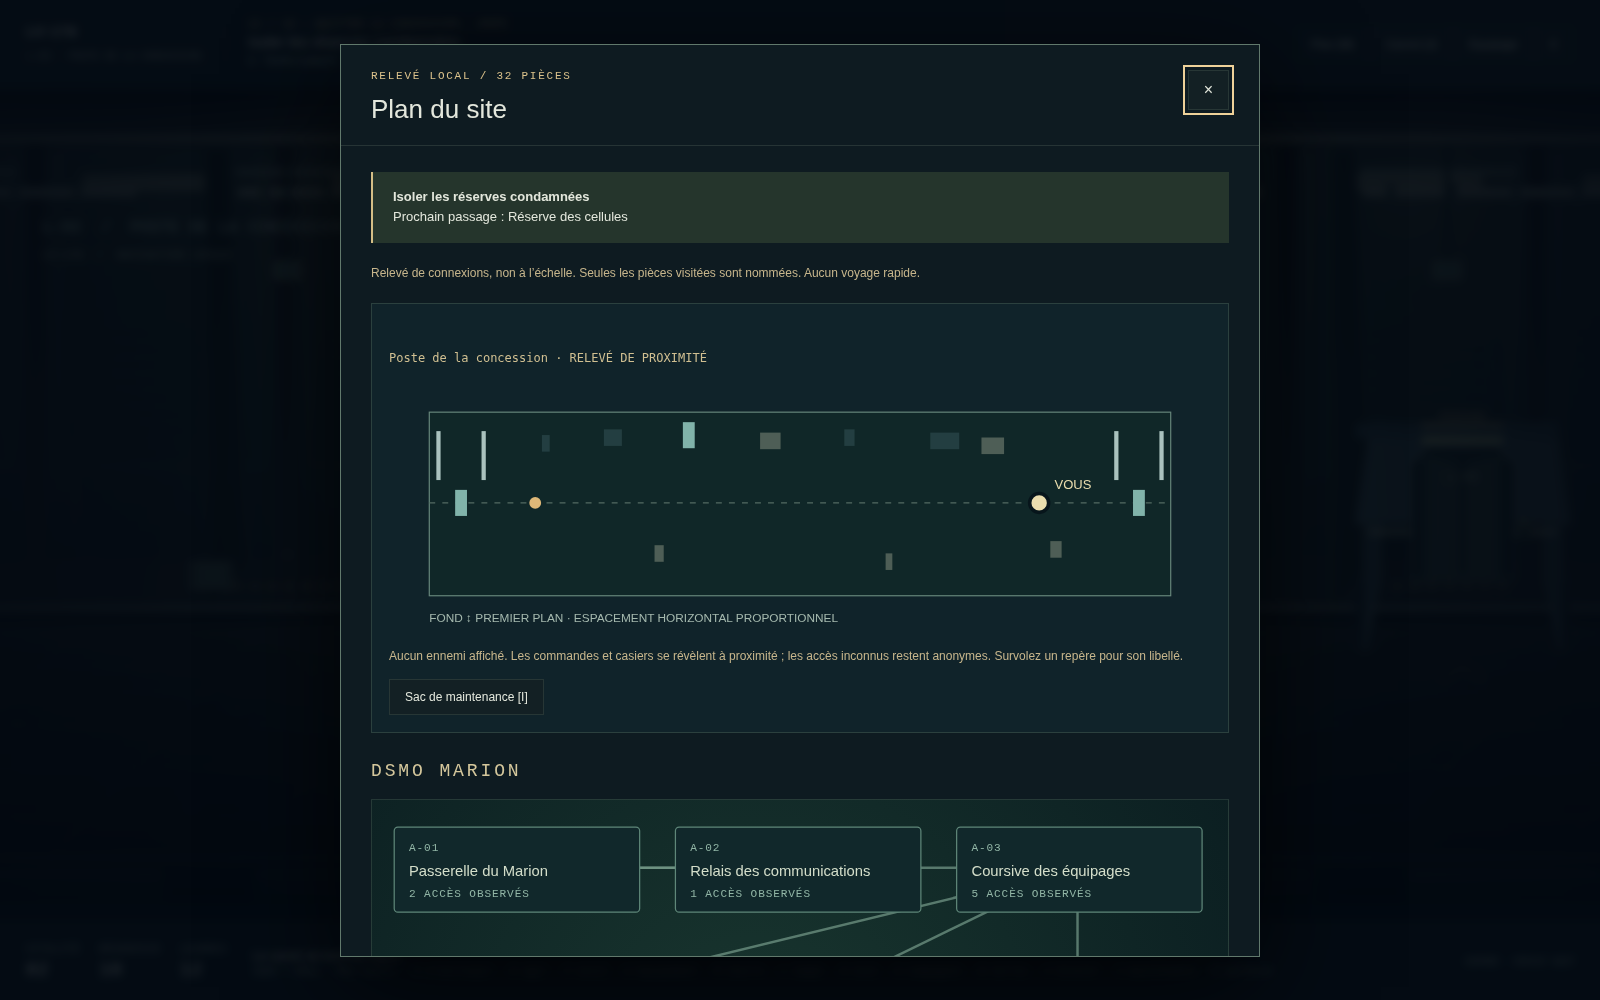 RELEVÉ LOCAL / 32 PIÈCES
Plan du site
×
Isoler les réserves condamnées
Prochain passage : Réserve des cellules
Relevé de connexions, non à l’échelle. Seules les pièces visitées sont nommées. Aucun voyage rapide.
Poste de la concession · RELEVÉ DE PROXIMITÉ
VOUS
FOND ↕ PREMIER PLAN · ESPACEMENT HORIZONTAL PROPORTIONNEL
Aucun ennemi affiché. Les commandes et casiers se révèlent à proximité ; les accès inconnus restent anonymes. Survolez un repère pour son libellé.
Sac de maintenance [I]
DSMO MARION
A-01
Passerelle du Marion
2 ACCÈS OBSERVÉS
A-02
Relais des communications
1 ACCÈS OBSERVÉS
A-03
Coursive des équipages
5 ACCÈS OBSERVÉS